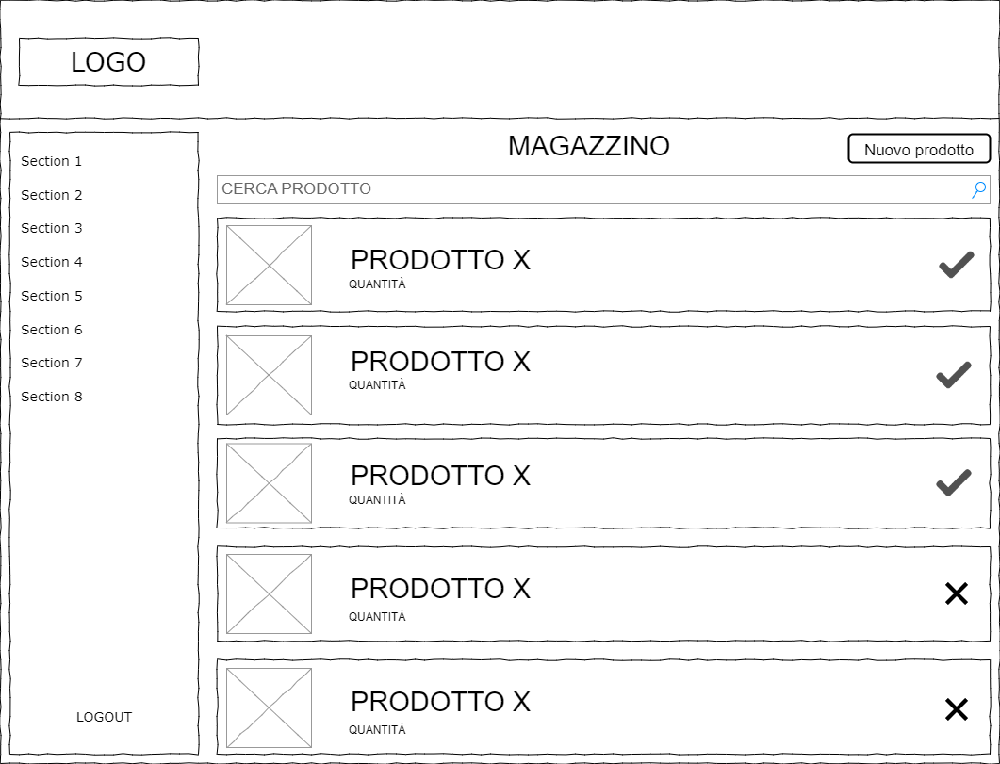 LOGO
Section 1
Section 2
Section 3
Section 4
Section 5
Section 6
Section 7
Section 8
LOGOUT
MAGAZZINO
Nuovo prodotto
CERCA PRODOTTO
PRODOTTO X
QUANTITÀ
PRODOTTO X
QUANTITÀ
PRODOTTO X
QUANTITÀ
PRODOTTO X
QUANTITÀ
PRODOTTO X
QUANTITÀ